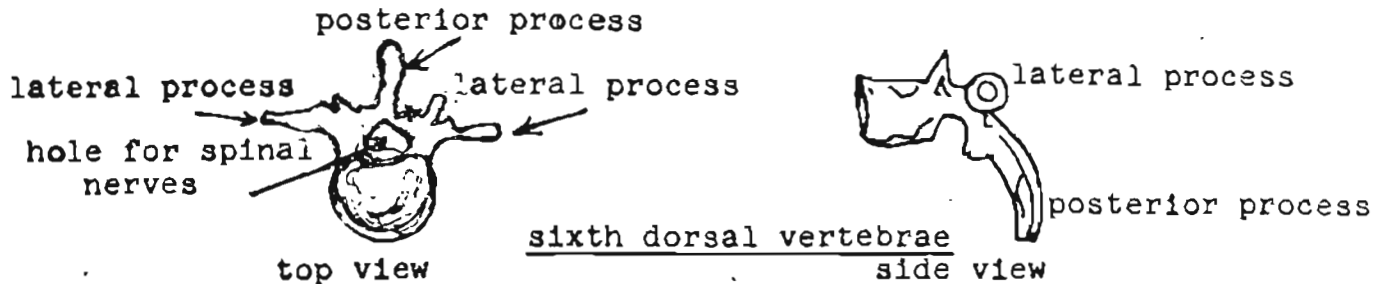 posterior process
lateral process
lateral process
hole for spinal
nerves
top view
sixth dorsal vertebrae
lateral process
posterior process
side view